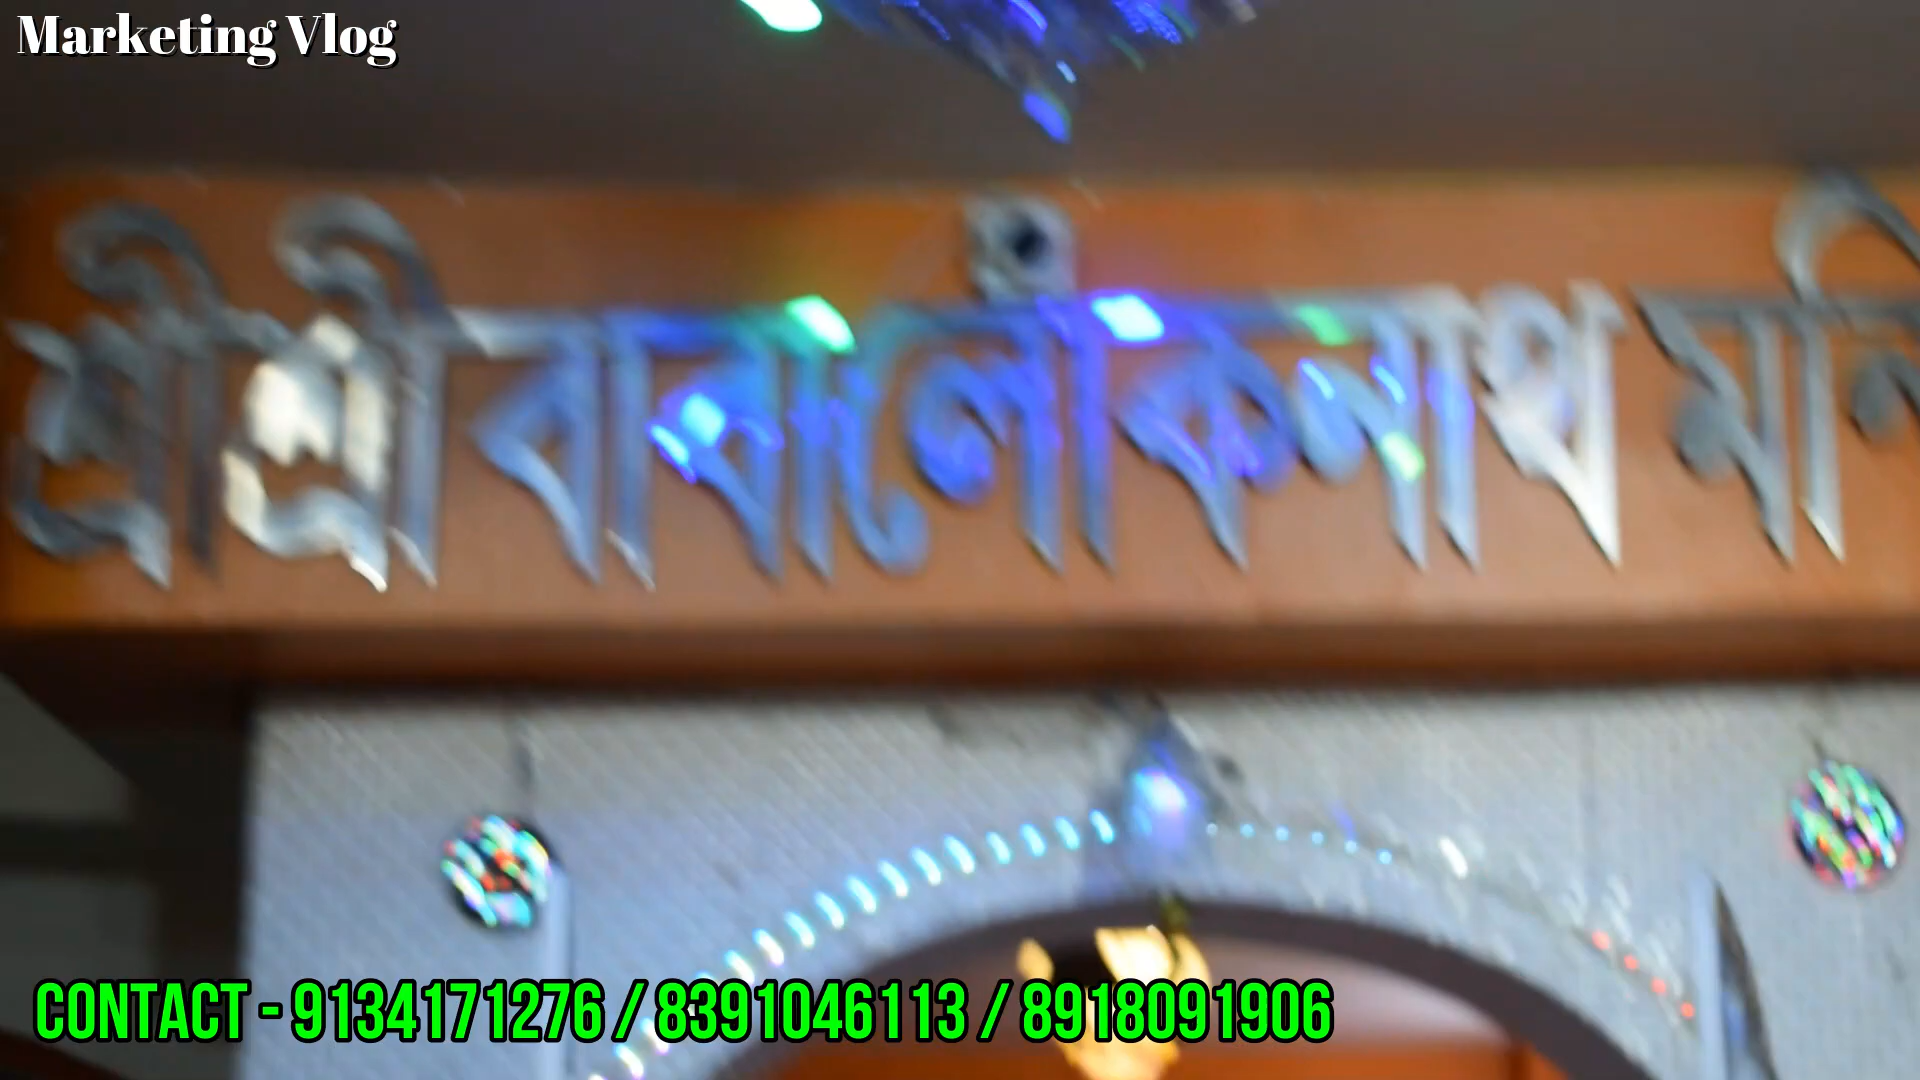 Marketing Vlog
শ্রী শ্রী বাবা লোকনাথ
CONTACT - 9134171276 / 8391046113 / 8918091906